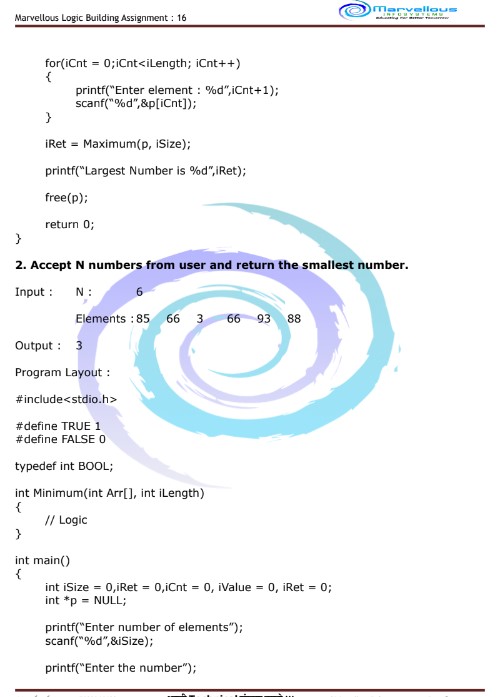 Marvellous Logic Building Assignment : 16
Marvellous
INFOSYSTEMS
Educating for Better Tomorrow
for(iCnt = 0;iCnt<iLength; iCnt++)
{
printf("Enter element : %d",iCnt+1);
scanf("%d",&p[iCnt]);
}
iRet = Maximum(p, iSize);
printf("Largest Number is %d",iRet);
free(p);
return 0;
}
2. Accept N numbers from user and return the smallest number.
Input : N : 6
Elements : 85 66 3 66 93 88
Output : 3
Program Layout :
#include<stdio.h>
#define TRUE 1
#define FALSE 0
typedef int BOOL;
int Minimum(int Arr[], int iLength)
{
// Logic
}
int main()
{
int iSize = 0,iRet = 0,iCnt = 0, iValue = 0, iRet = 0;
int *p = NULL;
printf("Enter number of elements");
scanf("%d",&iSize);
printf("Enter the number");